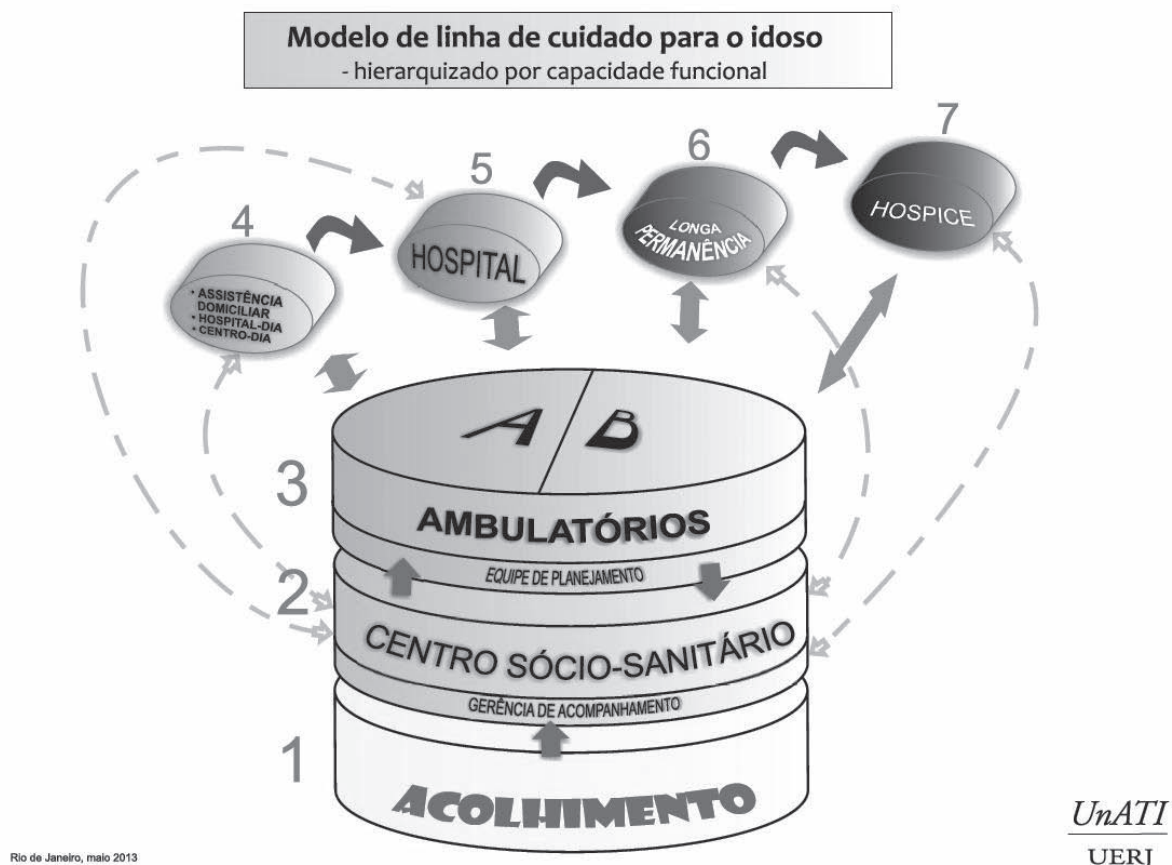 Modelo de linha de cuidado para o idoso
- hierarquizado por capacidade funcional
7
6
5
4
HOSPICE
LONGA
PERMANÊNCIA
HOSPITAL
• ASSISTÊNCIA
DOMICILIAR
• HOSPITAL-DIA
• CENTRO-DIA
A / B
3
AMBULATÓRIOS
EQUIPE DE PLANEJAMENTO
2
CENTRO SÓCIO-SANITÁRIO
GERÊNCIA DE ACOMPANHAMENTO
1
ACOLHIMENTO
UnATI
UERJ
Rio de Janeiro, maio 2013